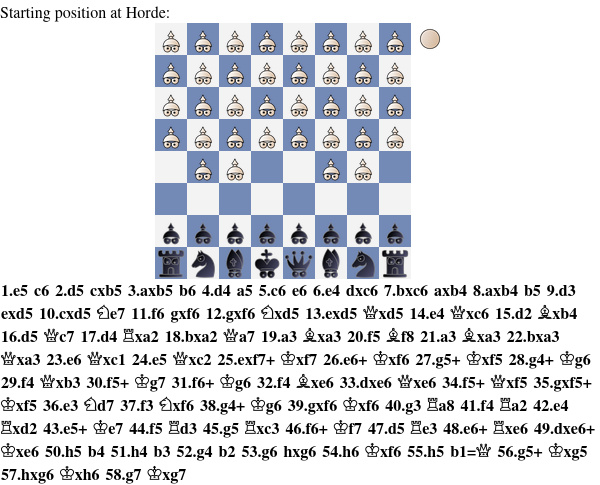 Starting position at Horde:
1.e5 c6 2.d5 cxb5 3.axb5 b6 4.d4 a5 5.c6 e6 6.e4 dxc6 7.bxc6 axb4 8.axb4 b5 9.d3
exd5 10.cxd5 ♘e7 11.f6 gxf6 12.gxf6 ♘xd5 13.exd5 ♕xd5 14.e4 ♕xc6 15.d2 ♗xb4
16.d5 ♕c7 17.d4 ♖xa2 18.bxa2 ♕a7 19.a3 ♗xa3 20.f5 ♗f8 21.a3 ♗xa3 22.bxa3
♕xa3 23.e6 ♕xc1 24.e5 ♕xc2 25.exf7+ ♔xf7 26.e6+ ♔xf6 27.g5+ ♔xf5 28.g4+ ♔g6
29.f4 ♕xb3 30.f5+ ♔g7 31.f6+ ♔g6 32.f4 ♗xe6 33.dxe6 ♕xe6 34.f5+ ♕xf5 35.gxf5+
♔xf5 36.e3 ♘d7 37.f3 ♘xf6 38.g4+ ♔g6 39.gxf6 ♔xf6 40.g3 ♖a8 41.f4 ♖a2 42.e4
♖xd2 43.e5+ ♔e7 44.f5 ♖d3 45.g5 ♖xc3 46.f6+ ♔f7 47.d5 ♖e3 48.e6+ ♖xe6 49.dxe6+
♔xe6 50.h5 b4 51.h4 b3 52.g4 b2 53.g6 hxg6 54.h6 ♔xf6 55.h5 b1=♕ 56.g5+ ♔xg5
57.hxg6 ♔xh6 58.g7 ♔xg7